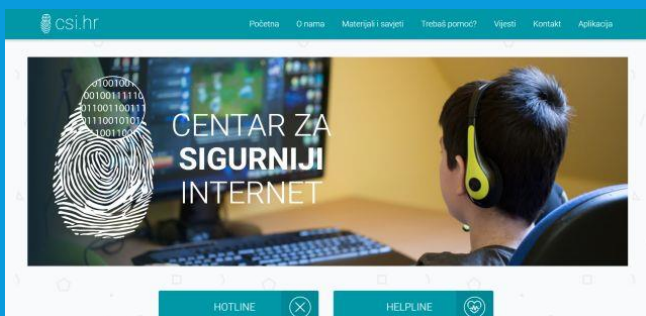 csi.hr
Početna
O nama
Materijali i savjeti
Trebaš pomoć?
Vijesti
Kontakt
Aplikacija
CENTAR ZA
SIGURNIJI
INTERNET
HOTLINE
HELPLINE